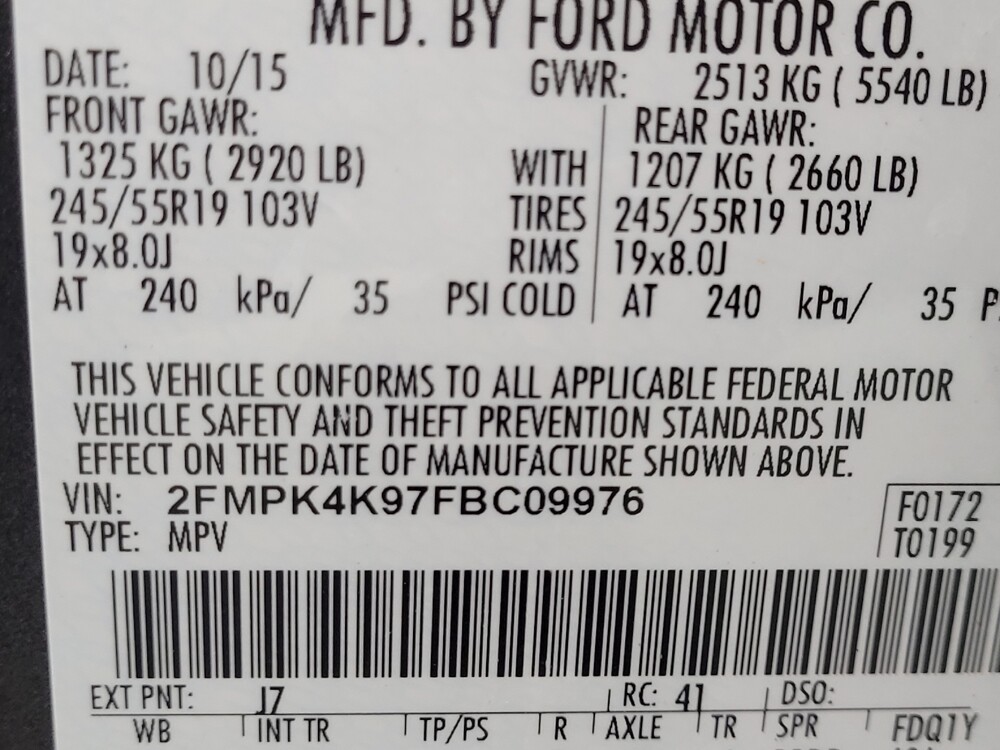 MFD. BY FORD MOTOR CO.
DATE: 10/15 GVWR: 2513 KG ( 5540 LB)
FRONT GAWR: REAR GAWR:
1325 KG ( 2920 LB) WITH 1207 KG ( 2660 LB)
245/55R19 103V TIRES 245/55R19 103V
19x8.0J RIMS 19x8.0J
AT 240 kPa/ 35 PSI COLD AT 240 kPa/ 35 P
THIS VEHICLE CONFORMS TO ALL APPLICABLE FEDERAL MOTOR
VEHICLE SAFETY AND THEFT PREVENTION STANDARDS IN
EFFECT ON THE DATE OF MANUFACTURE SHOWN ABOVE.
VIN: 2FMPK4K97FBC09976 F0172
TYPE: MPV T0199
EXT PNT: J7 RC: 41 DSO:
WB INT TR TP/PS R AXLE TR SPR FDQ1Y